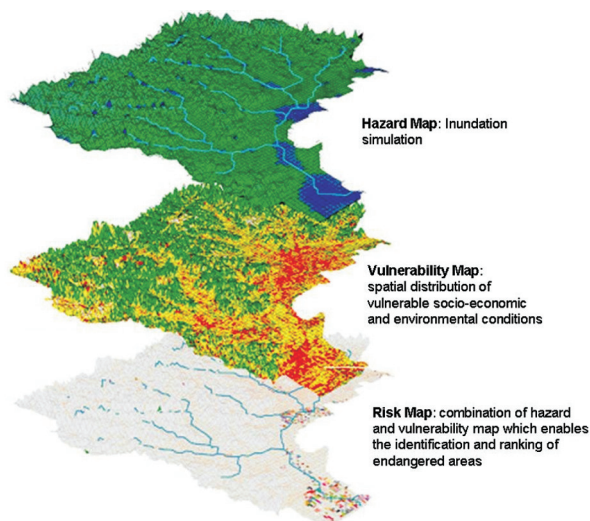 Hazard Map: Inundation
simulation
Vulnerability Map:
spatial distribution of
vulnerable socio-economic
and environmental conditions
Risk Map: combination of hazard
and vulnerability map which enables
the identification and ranking of
endangered areas